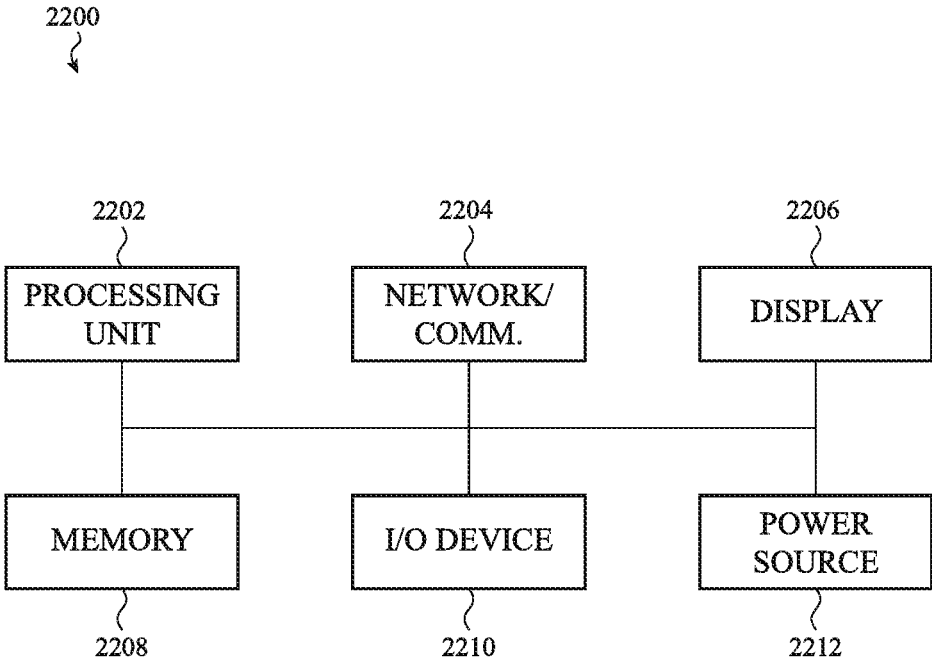 2200
2202
2204
2206
PROCESSING
UNIT
NETWORK/
COMM.
DISPLAY
MEMORY
I/O DEVICE
POWER
SOURCE
2208
2210
2212